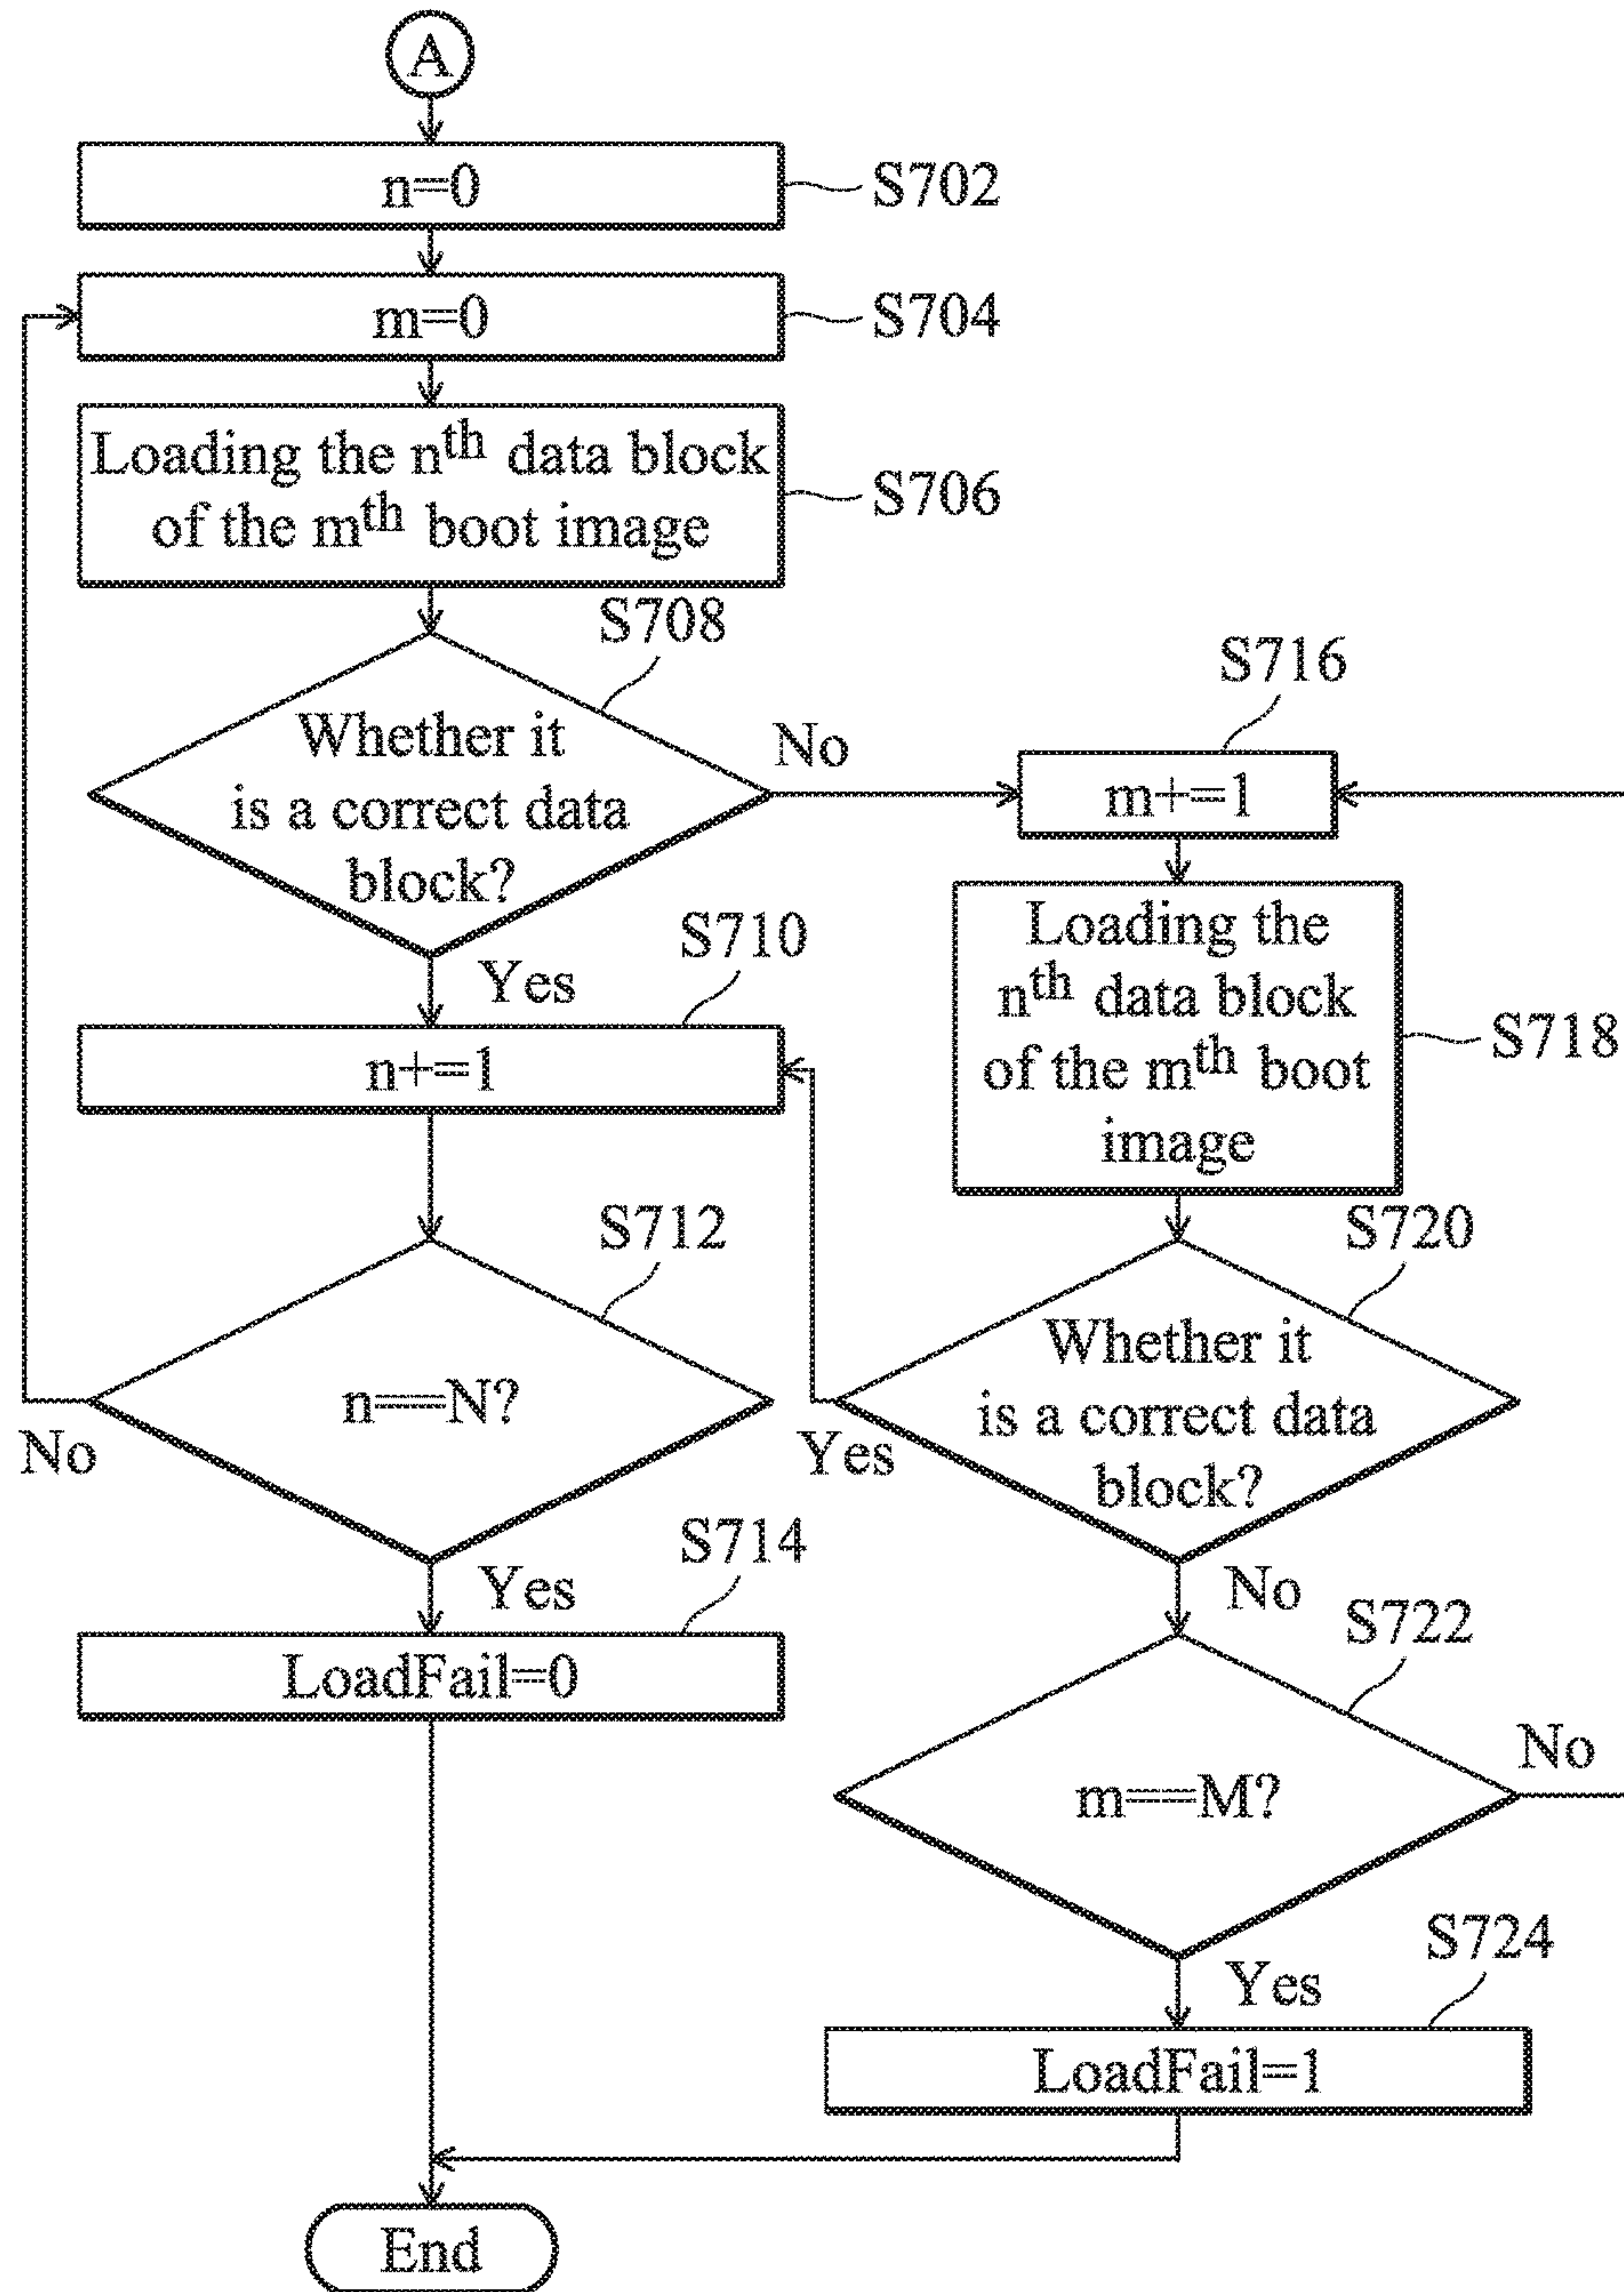 A
n=0
S702
m=0
S704
Loading the nth data block
of the mth boot image
S706
S708
Whether it
is a correct data
block?
No
Yes
S716
m+=1
S710
n+=1
Loading the
nth data block
of the mth boot
image
S718
S712
n==N?
No
Yes
S720
Whether it
is a correct data
block?
Yes
No
S714
LoadFail=0
S722
m==M?
No
Yes
S724
LoadFail=1
End